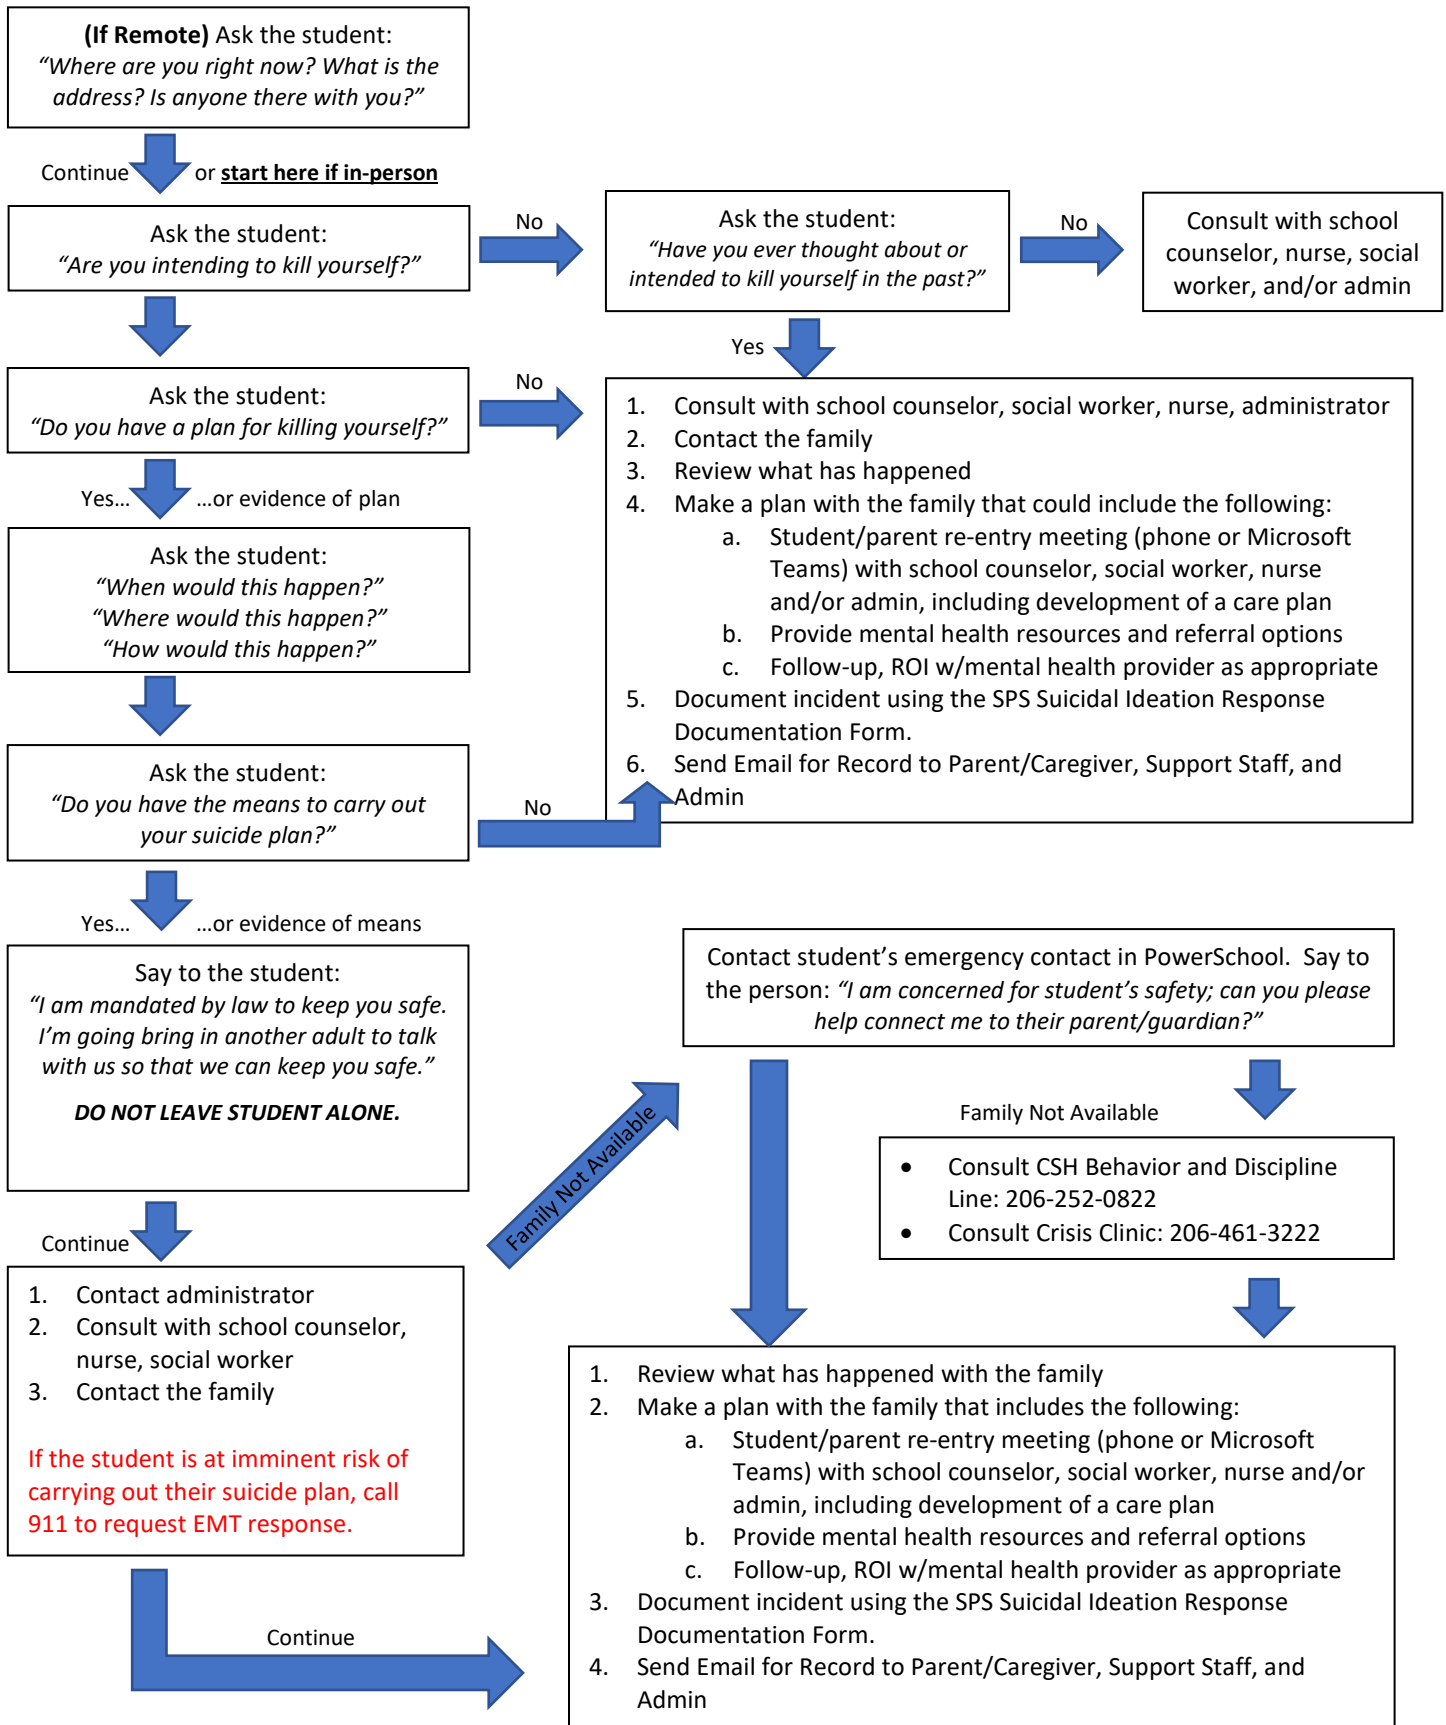 (If Remote) Ask the student:
“Where are you right now? What is the
address? Is anyone there with you?”
Continue
or start here if in-person
Ask the student:
“Are you intending to kill yourself?”
No
Ask the student:
“Have you ever thought about or
intended to kill yourself in the past?”
No
Consult with school
counselor, nurse, social
worker, and/or admin
Yes
Ask the student:
“Do you have a plan for killing yourself?”
No
1. Consult with school counselor, social worker, nurse, administrator
2. Contact the family
3. Review what has happened
4. Make a plan with the family that could include the following:
a. Student/parent re-entry meeting (phone or Microsoft
Teams) with school counselor, social worker, nurse
and/or admin, including development of a care plan
b. Provide mental health resources and referral options
c. Follow-up, ROI w/mental health provider as appropriate
5. Document incident using the SPS Suicidal Ideation Response
Documentation Form.
6. Send Email for Record to Parent/Caregiver, Support Staff, and
Admin
Yes…
…or evidence of plan
Ask the student:
“When would this happen?”
“Where would this happen?”
“How would this happen?”
Ask the student:
“Do you have the means to carry out
your suicide plan?”
No
Yes…
…or evidence of means
Say to the student:
“I am mandated by law to keep you safe.
I’m going bring in another adult to talk
with us so that we can keep you safe.”
DO NOT LEAVE STUDENT ALONE.
Continue
1. Contact administrator
2. Consult with school counselor,
nurse, social worker
3. Contact the family
If the student is at imminent risk of
carrying out their suicide plan, call
911 to request EMT response.
Family Not Available
Contact student’s emergency contact in PowerSchool. Say to
the person: “I am concerned for student’s safety; can you please
help connect me to their parent/guardian?”
Family Not Available
• Consult CSH Behavior and Discipline
Line: 206-252-0822
• Consult Crisis Clinic: 206-461-3222
Continue
1. Review what has happened with the family
2. Make a plan with the family that includes the following:
a. Student/parent re-entry meeting (phone or Microsoft
Teams) with school counselor, social worker, nurse and/or
admin, including development of a care plan
b. Provide mental health resources and referral options
c. Follow-up, ROI w/mental health provider as appropriate
3. Document incident using the SPS Suicidal Ideation Response
Documentation Form.
4. Send Email for Record to Parent/Caregiver, Support Staff, and
Admin